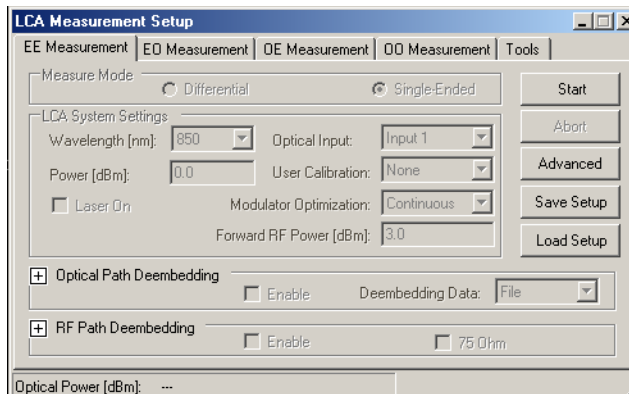 LCA Measurement Setup
EE Measurement EO Measurement OE Measurement OO Measurement Tools
Measure Mode
Differential Single-Ended
Start
LCA System Settings
Wavelength [nm]: 850 Optical Input: Input 1
Abort
Power [dBm]: 0.0 User Calibration: None
Advanced
Laser On Modulator Optimization: Continuous
Save Setup
Forward RF Power [dBm]: 3.0
Load Setup
Optical Path Deembedding
Enable Deembedding Data: File
RF Path Deembedding
Enable 75 Ohm
Optical Power [dBm]: ---